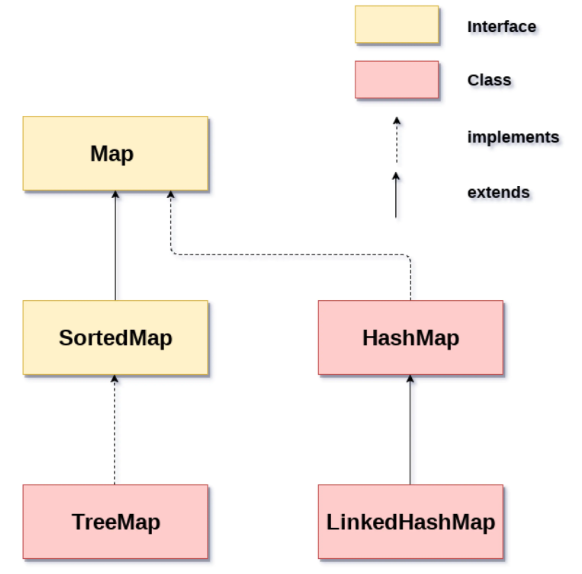 Interface
Class
implements
extends
Map
SortedMap
HashMap
TreeMap
LinkedHashMap